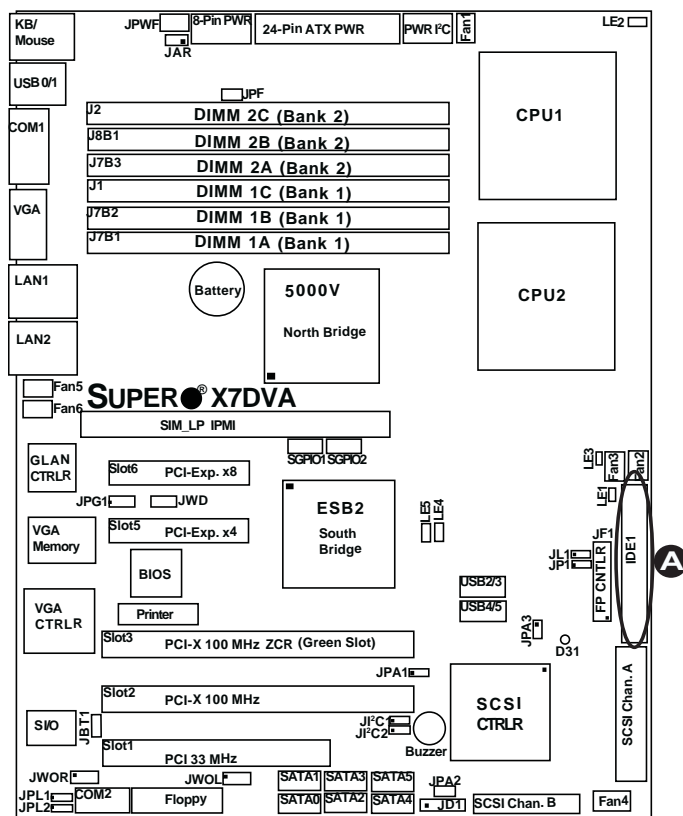 KB/
Mouse
JPWF
JAR
8-Pin PWR
24-Pin ATX PWR
PWR I²C
Fan1
LE2
USB0/1
JPF
COM1
J2
DIMM 2C (Bank 2)
J8B1
DIMM 2B (Bank 2)
J7B3
DIMM 2A (Bank 2)
J1
DIMM 1C (Bank 1)
J7B2
DIMM 1B (Bank 1)
J7B1
DIMM 1A (Bank 1)
CPU1
VGA
LAN1
LAN2
Battery
5000V
North Bridge
CPU2
Fan5
Fan6
SUPER® X7DVA
SIM_LP IPMI
SGPIO1
SGPIO2
GLAN
CTRLR
Slot6
PCI-Exp. x8
JPG1
JWD
Slot5
PCI-Exp. x4
ESB2
South
Bridge
LE5
LE4
LE3
Fan3
Fan2
LE1
JF1
JL1
JP1
FP CNTLR
IDE1
A
VGA
Memory
BIOS
Printer
USB2/3
USB4/5
JPA3
D31
VGA
CTRLR
Slot3
PCI-X 100 MHz ZCR (Green Slot)
JPA1
Slot2
PCI-X 100 MHz
SCSI
CTRLR
SCSI Chan. A
SI/O
JBT1
JI²C1
JI²C2
Buzzer
Slot1
PCI 33 MHz
JWOR
JWOL
JPL1
JPL2
COM2
Floppy
SATA1
SATA3
SATA5
SATA0
SATA2
SATA4
JPA2
JD1
SCSI Chan. B
Fan4